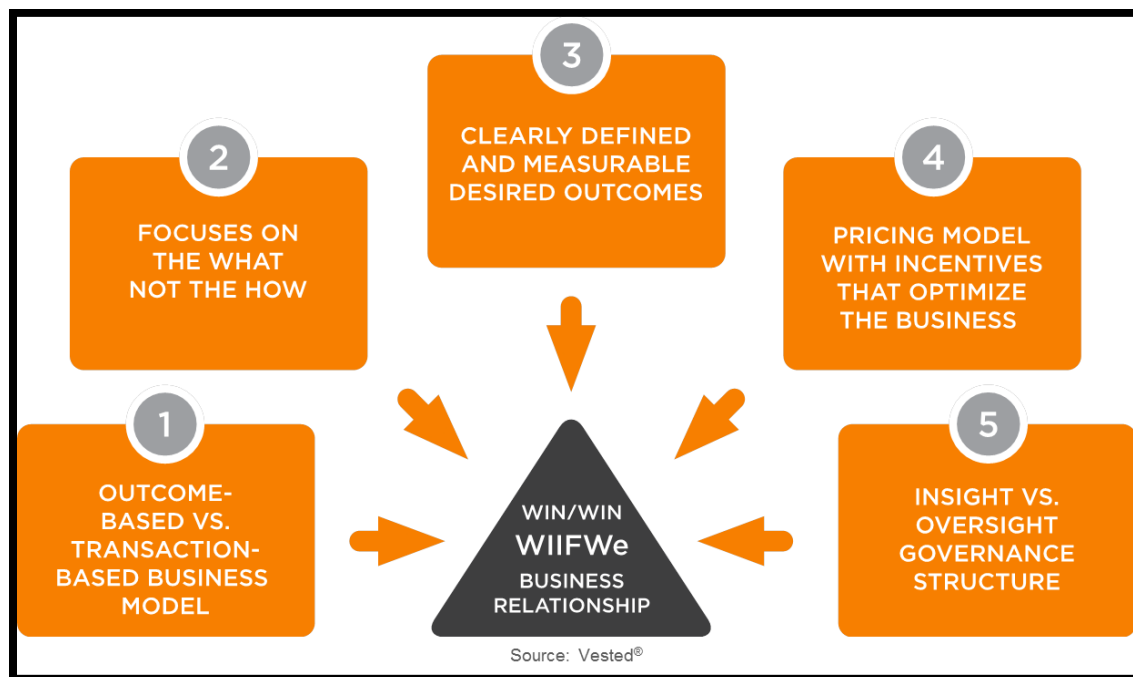 1
OUTCOME-
BASED VS.
TRANSACTION-
BASED BUSINESS
MODEL
2
FOCUSES ON
THE WHAT
NOT THE HOW
3
CLEARLY DEFINED
AND MEASURABLE
DESIRED OUTCOMES
4
PRICING MODEL
WITH INCENTIVES
THAT OPTIMIZE
THE BUSINESS
5
INSIGHT VS.
OVERSIGHT
GOVERNANCE
STRUCTURE
WIN/WIN
WIIFWe
BUSINESS
RELATIONSHIP
Source: Vested®